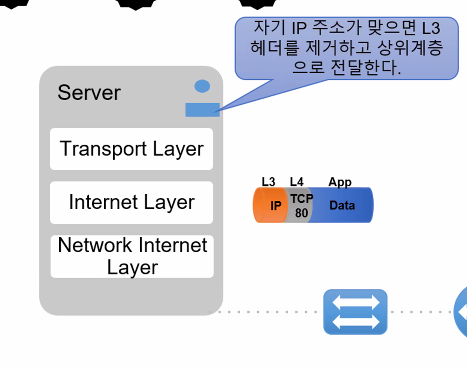 자기 IP 주소가 맞으면 L3
헤더를 제거하고 상위계층
으로 전달한다.
Server
Transport Layer
Internet Layer
Network Internet
Layer
L3 L4 App
IP TCP 80 Data